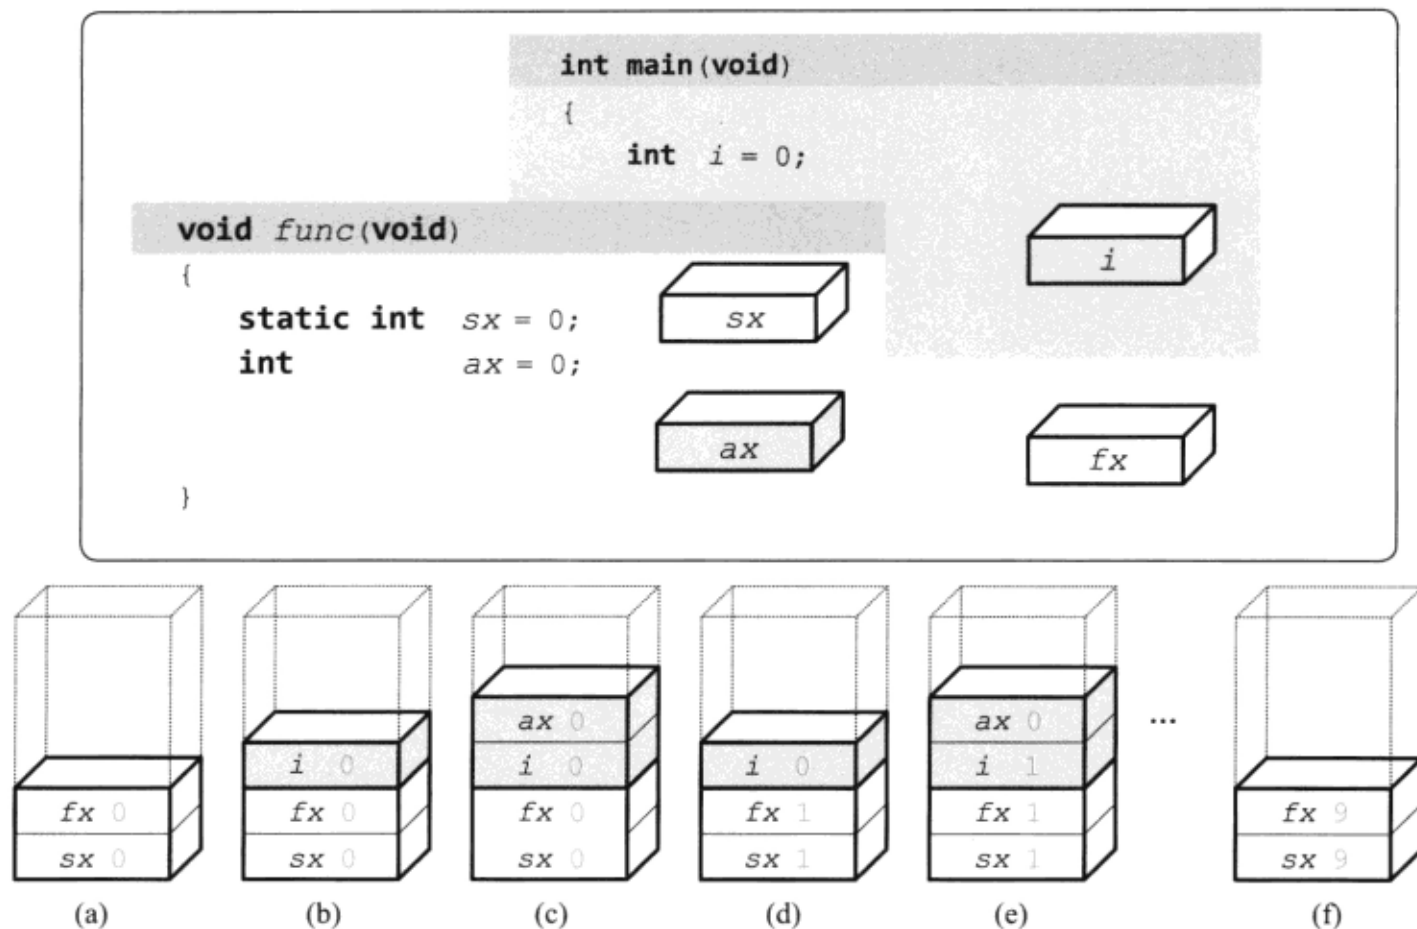 int main(void)
{
int i = 0;
void func(void)
{
static int sx = 0;
int ax = 0;
}
i
sx
ax
fx
fx 0
sx 0
(a)
i 0
fx 0
sx 0
(b)
ax 0
i 0
fx 0
sx 0
(c)
i 0
fx 1
sx 1
(d)
ax 0
i 1
fx 1
sx 1
(e)
...
fx 9
sx 9
(f)